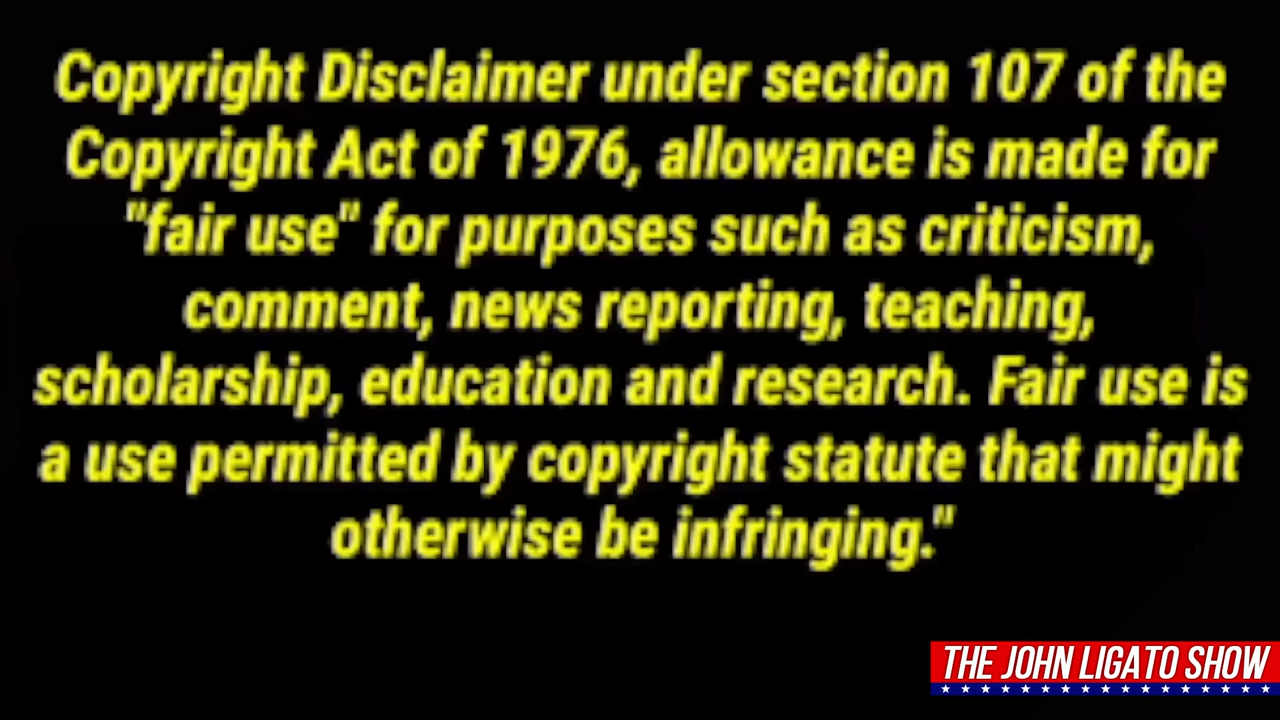 Copyright Disclaimer under section 107 of the
Copyright Act of 1976, allowance is made for
"fair use" for purposes such as criticism,
comment, news reporting, teaching,
scholarship, education and research. Fair use is
a use permitted by copyright statute that might
otherwise be infringing."
THE JOHN LIGATO SHOW